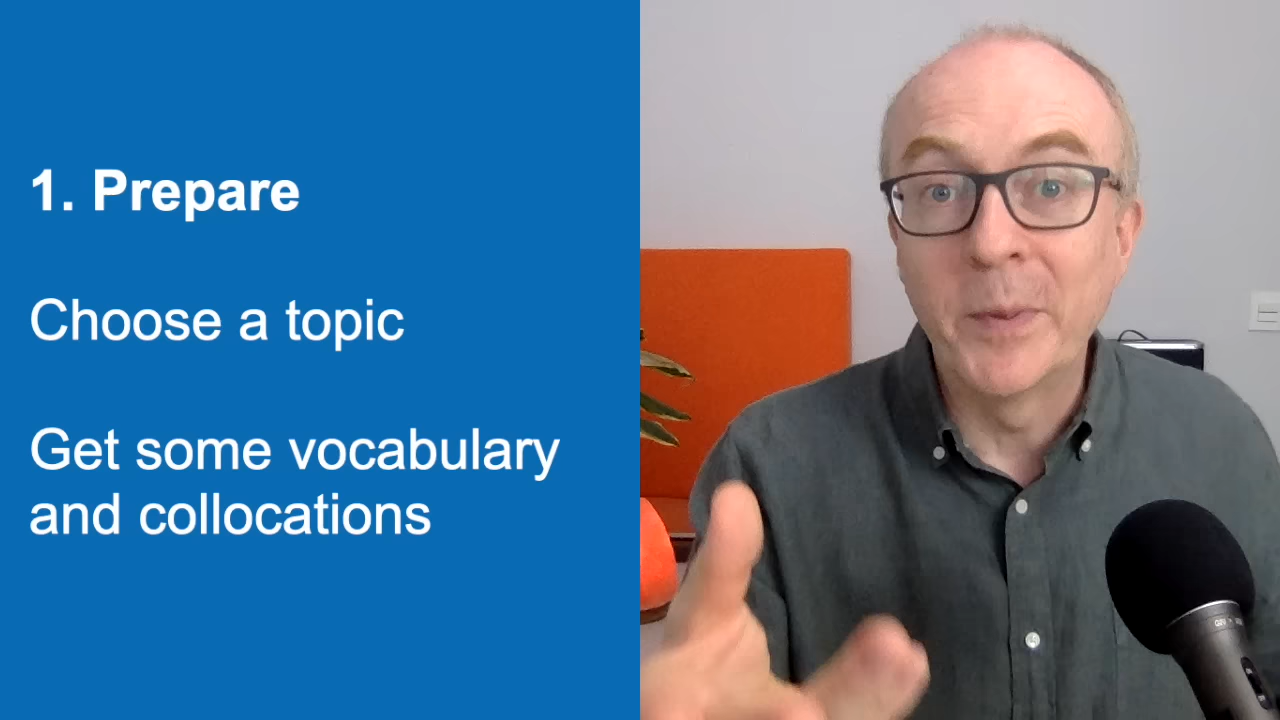 1. Prepare
Choose a topic
Get some vocabulary
and collocations